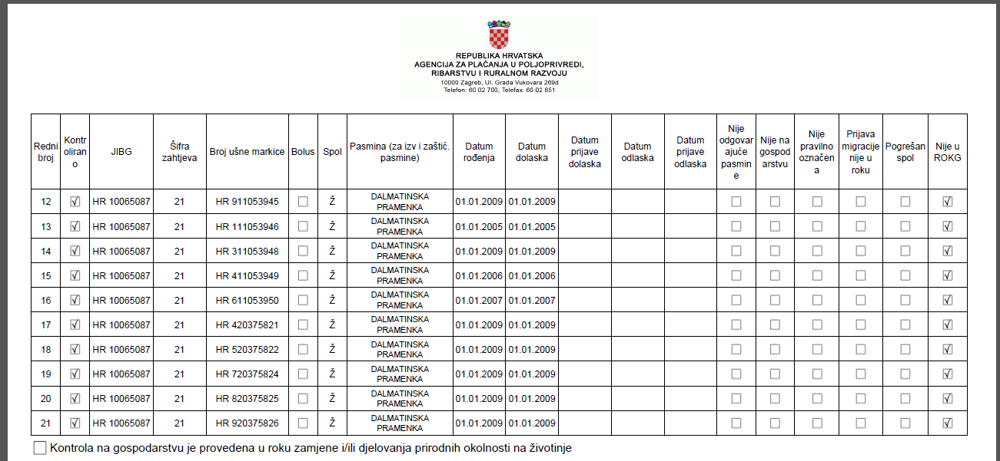 REPUBLIKA HRVATSKA
AGENCIJA ZA PLAĆANJA U POLJOPRIVREDI,
RIBARSTVU I RURALNOM RAZVOJU
10000 Zagreb, Ul. Grada Vukovara 269d
Telefon: 60 02 700, Telefax: 60 02 851
Redni broj Kontr oliran o JIBG Šifra zahtjeva Broj ušne markice Bolus Spol Pasmina (za izv i zaštić. pasmine) Datum rođenja Datum dolaska Datum prijave dolaska Datum odlaska Datum prijave odlaska Nije odgovar ajuće pasmin e Nije na gospod arstvu Nije pravilno označen a Prijava migracije nije u roku Pogrešan spol Nije u ROKG
12 HR 10065087 21 HR 911053945 Ž DALMATINSKA PRAMENKA 01.01.2009 01.01.2009
13 HR 10065087 21 HR 111053946 Ž DALMATINSKA PRAMENKA 01.01.2005 01.01.2005
14 HR 10065087 21 HR 311053948 Ž DALMATINSKA PRAMENKA 01.01.2009 01.01.2009
15 HR 10065087 21 HR 411053949 Ž DALMATINSKA PRAMENKA 01.01.2006 01.01.2006
16 HR 10065087 21 HR 611053950 Ž DALMATINSKA PRAMENKA 01.01.2007 01.01.2007
17 HR 10065087 21 HR 420375821 Ž DALMATINSKA PRAMENKA 01.01.2009 01.01.2009
18 HR 10065087 21 HR 520375822 Ž DALMATINSKA PRAMENKA 01.01.2009 01.01.2009
19 HR 10065087 21 HR 720375824 Ž DALMATINSKA PRAMENKA 01.01.2009 01.01.2009
20 HR 10065087 21 HR 820375825 Ž DALMATINSKA PRAMENKA 01.01.2009 01.01.2009
21 HR 10065087 21 HR 920375826 Ž DALMATINSKA PRAMENKA 01.01.2009 01.01.2009
Kontrola na gospodarstvu je provedena u roku zamjene i/ili djelovanja prirodnih okolnosti na životinje